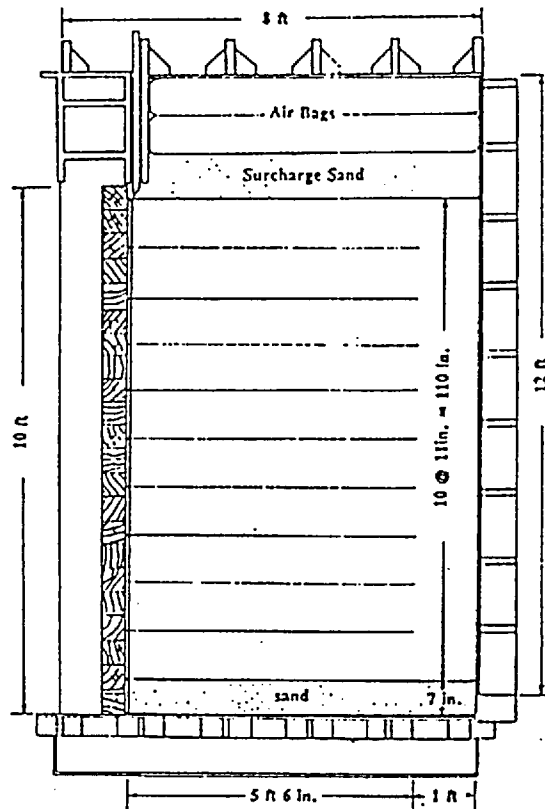 8 ft
Air Bags
Surcharge Sand
10 ft
10 @ 11in. = 110 in.
12 ft
sand
7 in.
5 ft 6 in.
1 ft